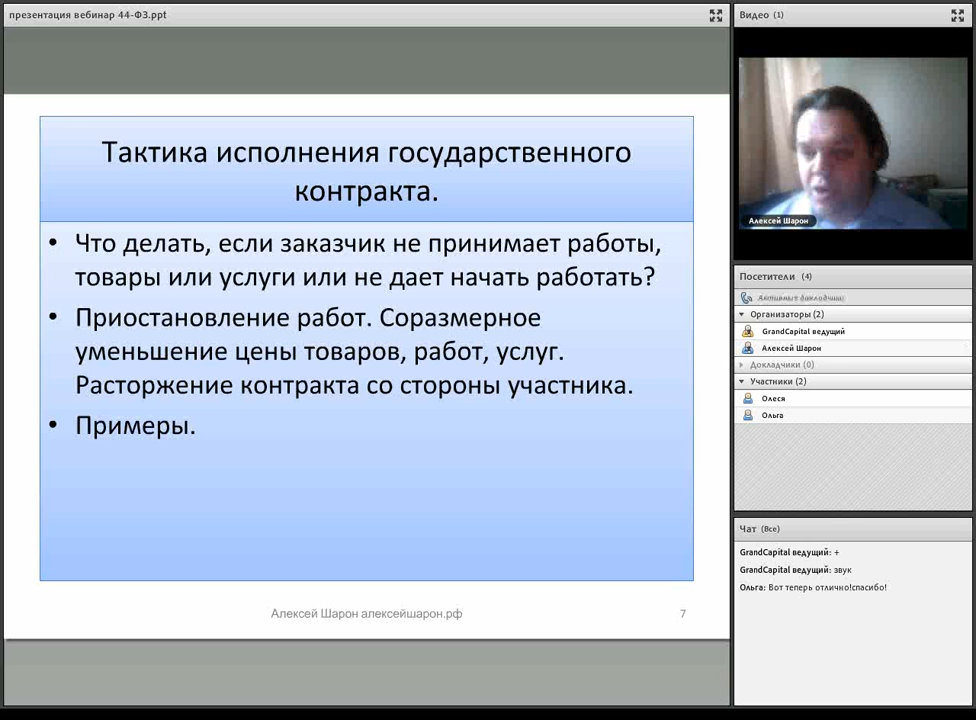 презентация вебинар 44-ФЗ.ppt
Тактика исполнения государственного
контракта.
• Что делать, если заказчик не принимает работы,
товары или услуги или не дает начать работать?
• Приостановление работ. Соразмерное
уменьшение цены товаров, работ, услуг.
Расторжение контракта со стороны участника.
• Примеры.
Алексей Шарон алексейшарон.рф
7
Видео (1)
Алексей Шарон
Посетители (4)
Активные докладчики
Организаторы (2)
GrandCapital ведущий
Алексей Шарон
Докладчики (0)
Участники (2)
Олеся
Ольга
Чат (Все)
GrandCapital ведущий: +
GrandCapital ведущий: звук
Ольга: Вот теперь отлично!спасибо!